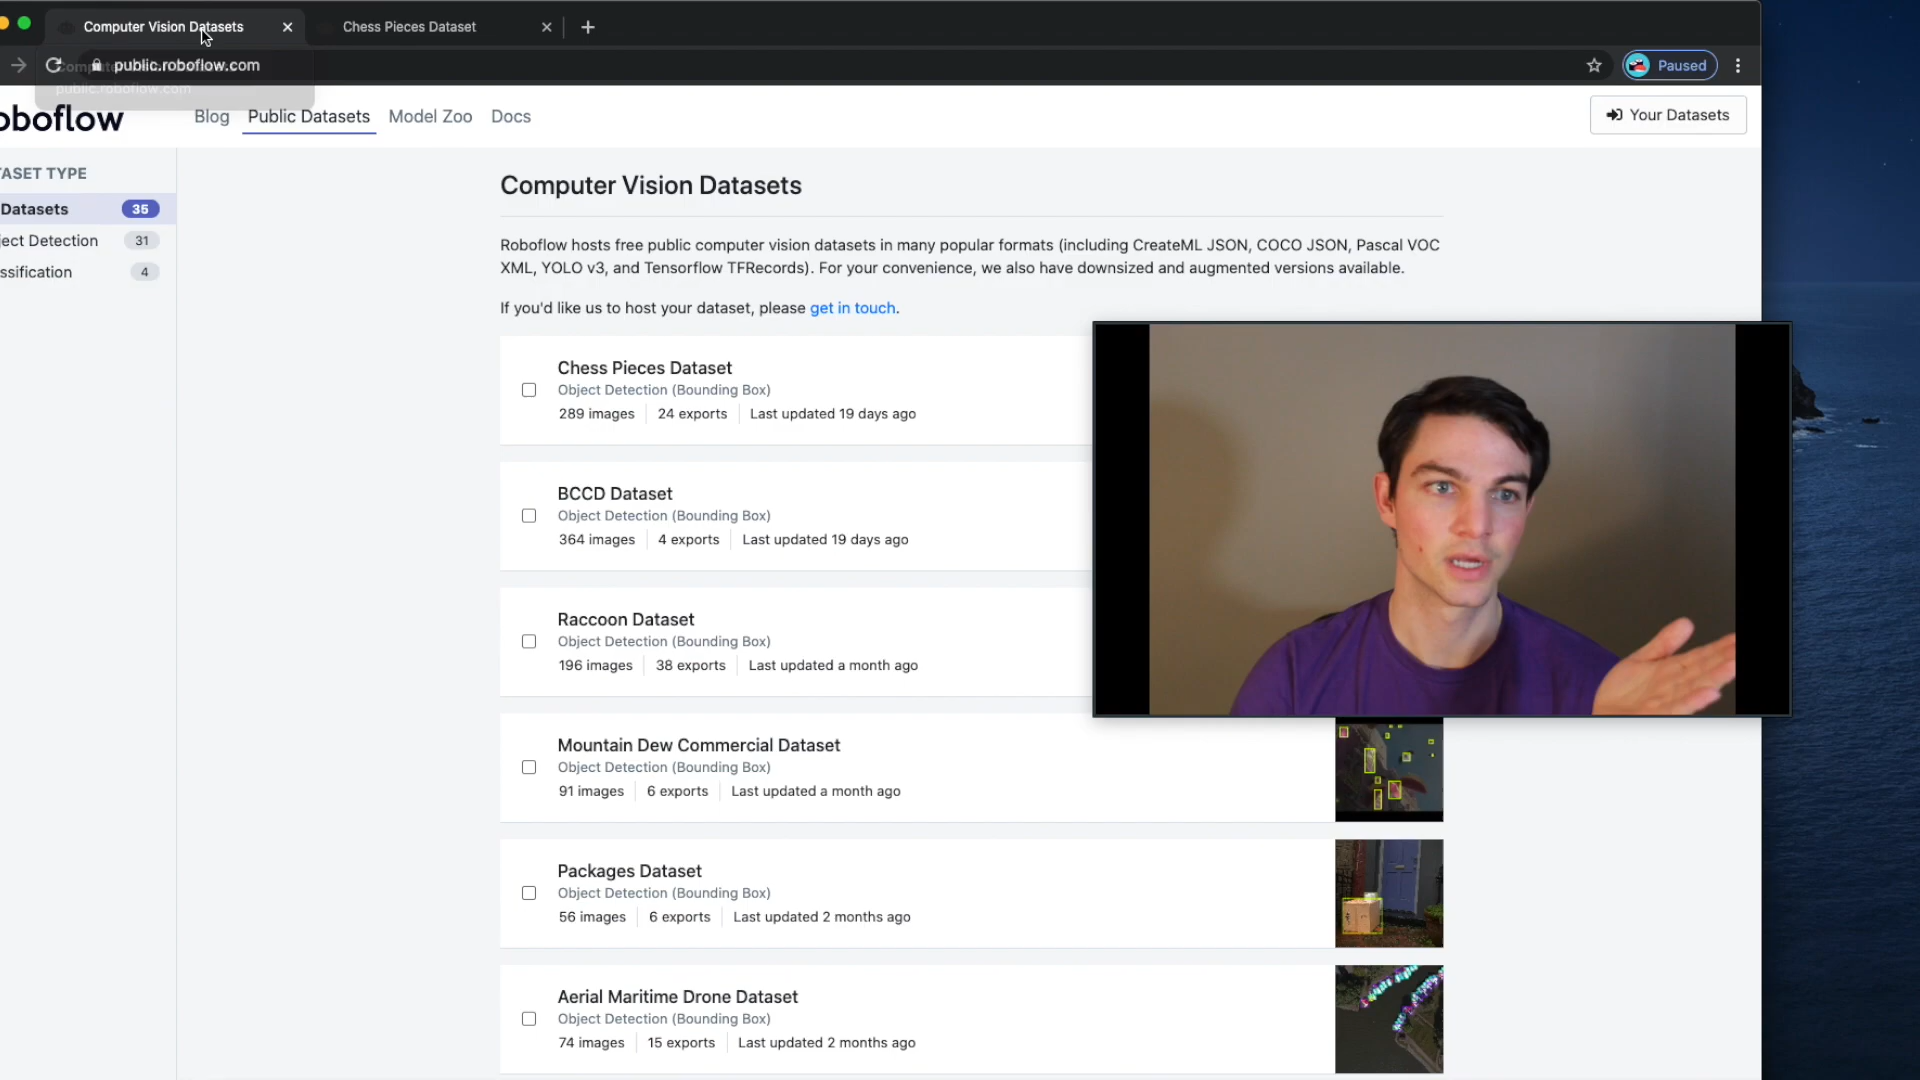 Computer Vision Datasets
Chess Pieces Dataset
public.roboflow.com
Paused
public.roboflow.com
oboflow
Blog
Public Datasets
Model Zoo
Docs
Your Datasets
TASET TYPE
Datasets 35
ject Detection 31
ssification 4
Computer Vision Datasets
Roboflow hosts free public computer vision datasets in many popular formats (including CreateML JSON, COCO JSON, Pascal VOC
XML, YOLO v3, and Tensorflow TFRecords). For your convenience, we also have downsized and augmented versions available.
If you'd like us to host your dataset, please get in touch.
Chess Pieces Dataset
Object Detection (Bounding Box)
289 images 24 exports Last updated 19 days ago
BCCD Dataset
Object Detection (Bounding Box)
364 images 4 exports Last updated 19 days ago
Raccoon Dataset
Object Detection (Bounding Box)
196 images 38 exports Last updated a month ago
Mountain Dew Commercial Dataset
Object Detection (Bounding Box)
91 images 6 exports Last updated a month ago
Packages Dataset
Object Detection (Bounding Box)
56 images 6 exports Last updated 2 months ago
Aerial Maritime Drone Dataset
Object Detection (Bounding Box)
74 images 15 exports Last updated 2 months ago